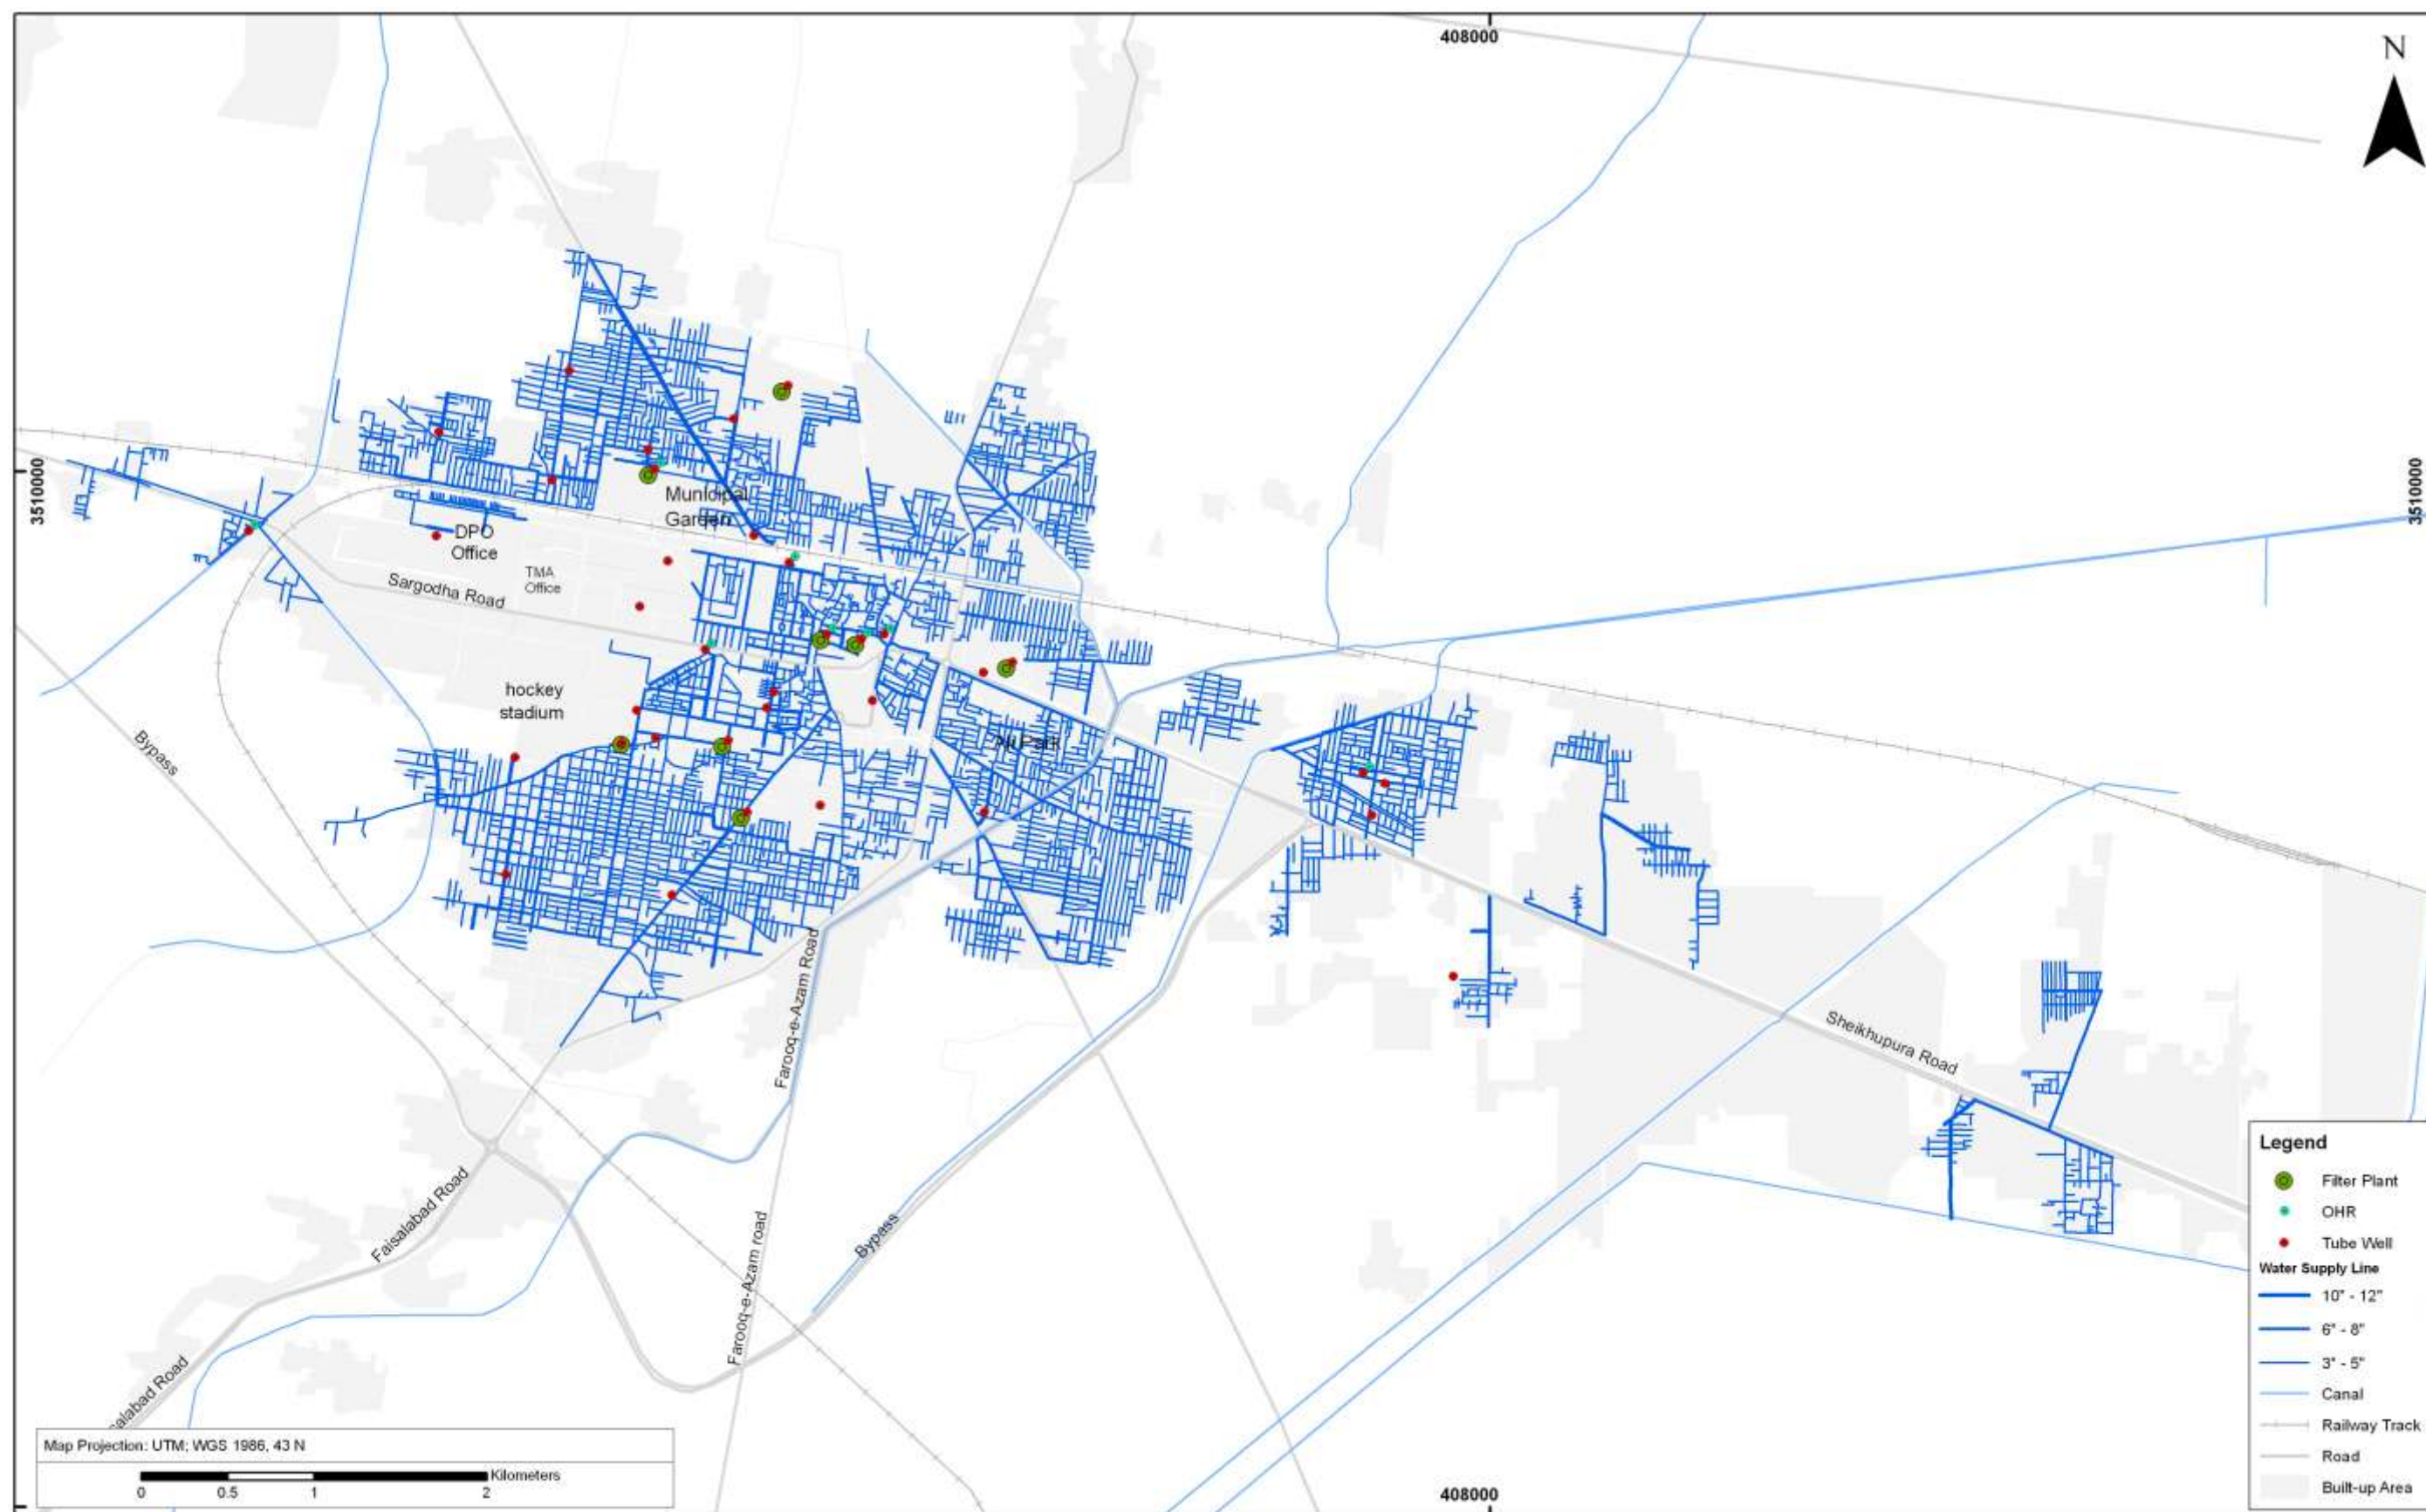 408000
N
3510000
3510000
Municipal
Garden
DPO
Office
TMA
Office
Sargodha Road
hockey
stadium
Bypass
Ali Park
Farooq-e-Azam Road
Sheikhupura Road
Faisalabad Road
Farooq-e-Azam road
Bypass
salabad Road
Legend
Filter Plant
OHR
Tube Well
Water Supply Line
10" - 12"
6" - 8"
3" - 5"
Canal
Railway Track
Road
Built-up Area
Map Projection: UTM; WGS 1986, 43 N
Kilometers
0 0.5 1 2
408000